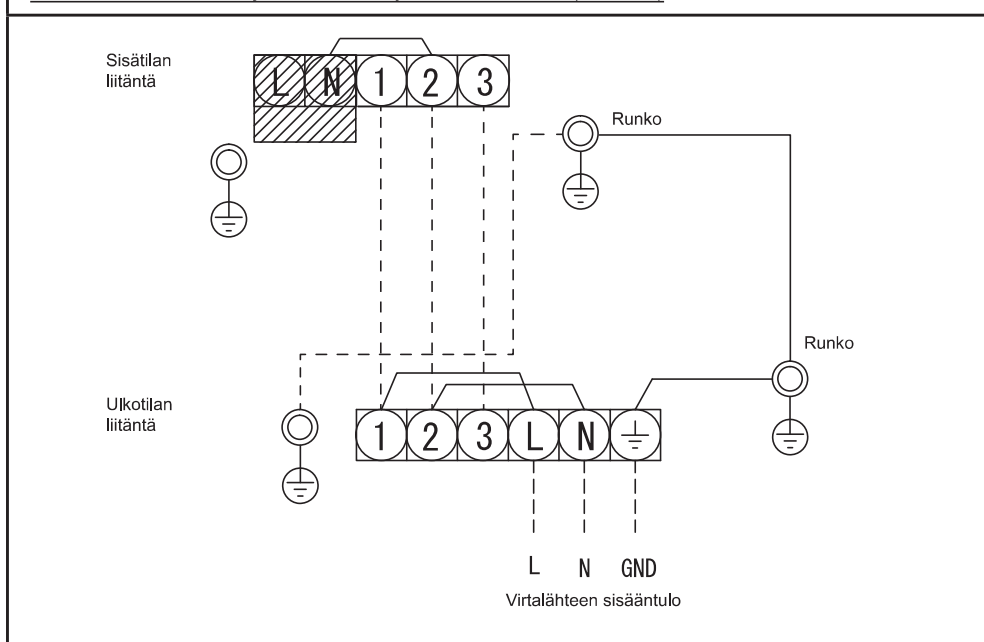 Sisätilan
liitäntä
L N 1 2 3
Runko
Runko
Ulkotilan
liitäntä
1 2 3 L N
L N GND
Virtalähteen sisääntulo